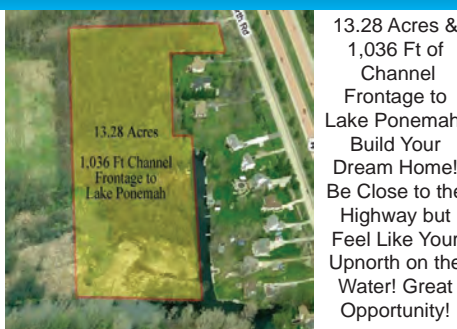 rth Rd
13.28 Acres
1,036 Ft Channel
Frontage to
Lake Ponemah
13.28 Acres &
1,036 Ft of
Channel
Frontage to
Lake Ponemah
Build Your
Dream Home!
Be Close to the
Highway but
Feel Like Your
Upnorth on the
Water! Great
Opportunity!